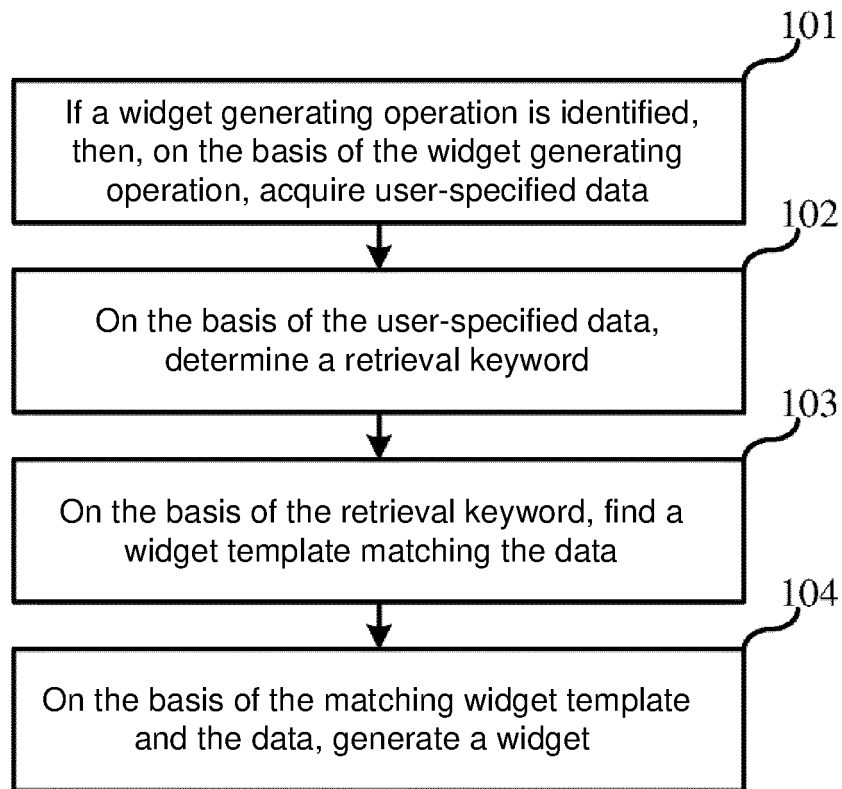 101
If a widget generating operation is identified,
then, on the basis of the widget generating
operation, acquire user-specified data
102
On the basis of the user-specified data,
determine a retrieval keyword
103
On the basis of the retrieval keyword, find a
widget template matching the data
104
On the basis of the matching widget template
and the data, generate a widget